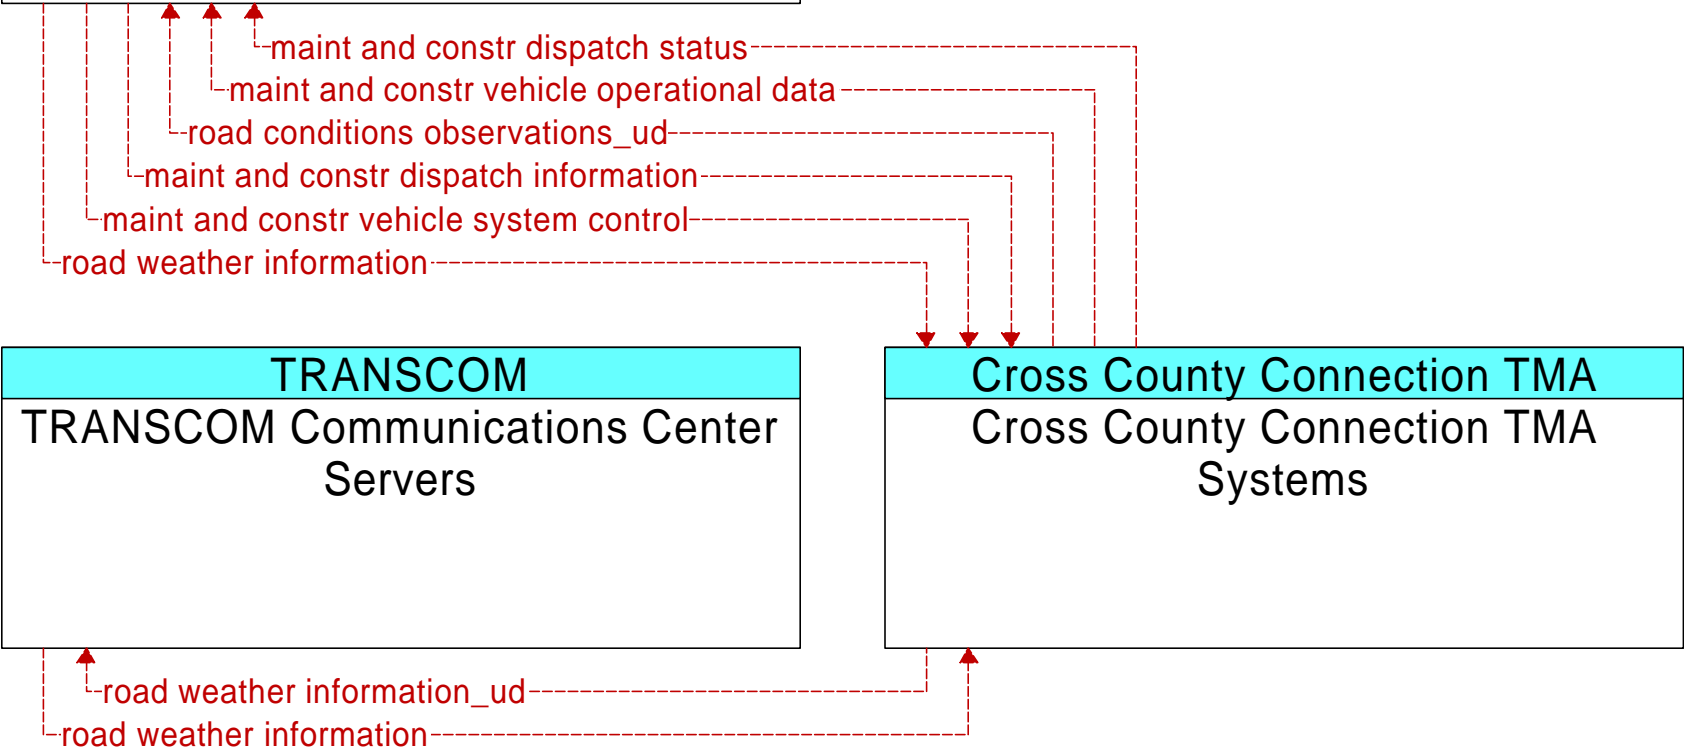 maint and constr dispatch status
maint and constr vehicle operational data
road conditions observations_ud
maint and constr dispatch information
maint and constr vehicle system control
road weather information
TRANSCOM
TRANSCOM Communications Center
Servers
Cross County Connection TMA
Cross County Connection TMA
Systems
road weather information_ud
road weather information